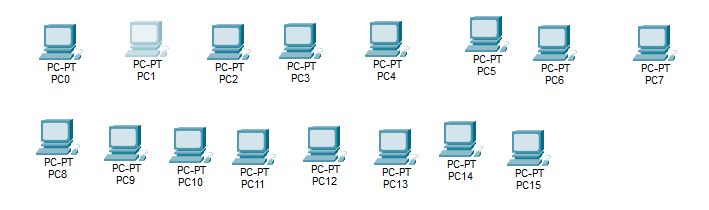 PC-PT
PC0
PC-PT
PC1
PC-PT
PC2
PC-PT
PC3
PC-PT
PC4
PC-PT
PC5
PC-PT
PC6
PC-PT
PC7
PC-PT
PC8
PC-PT
PC9
PC-PT
PC10
PC-PT
PC11
PC-PT
PC12
PC-PT
PC13
PC-PT
PC14
PC-PT
PC15